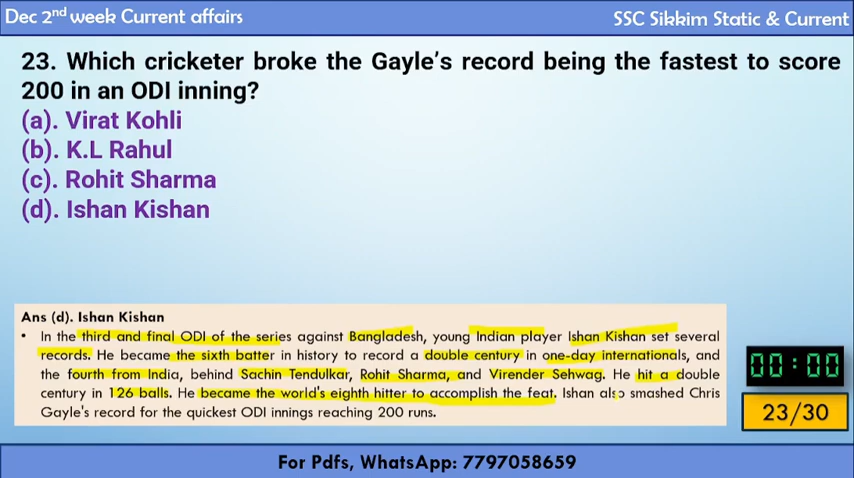 Dec 2nd week Current affairs
SSC Sikkim Static & Current
23. Which cricketer broke the Gayle's record being the fastest to score
200 in an ODI inning?
(a). Virat Kohli
(b). K.L Rahul
(c). Rohit Sharma
(d). Ishan Kishan
Ans (d). Ishan Kishan
• In the third and final ODI of the series against Bangladesh, young Indian player Ishan Kishan set several
records. He became the sixth batter in history to record a double century in one-day internationals, and
the fourth from India, behind Sachin Tendulkar, Rohit Sharma, and Virender Sehwag. He hit a double
century in 126 balls. He became the world's eighth hitter to accomplish the feat. Ishan also smashed Chris
Gayle's record for the quickest ODI innings reaching 200 runs.
00:00
23/30
For Pdfs, WhatsApp: 7797058659